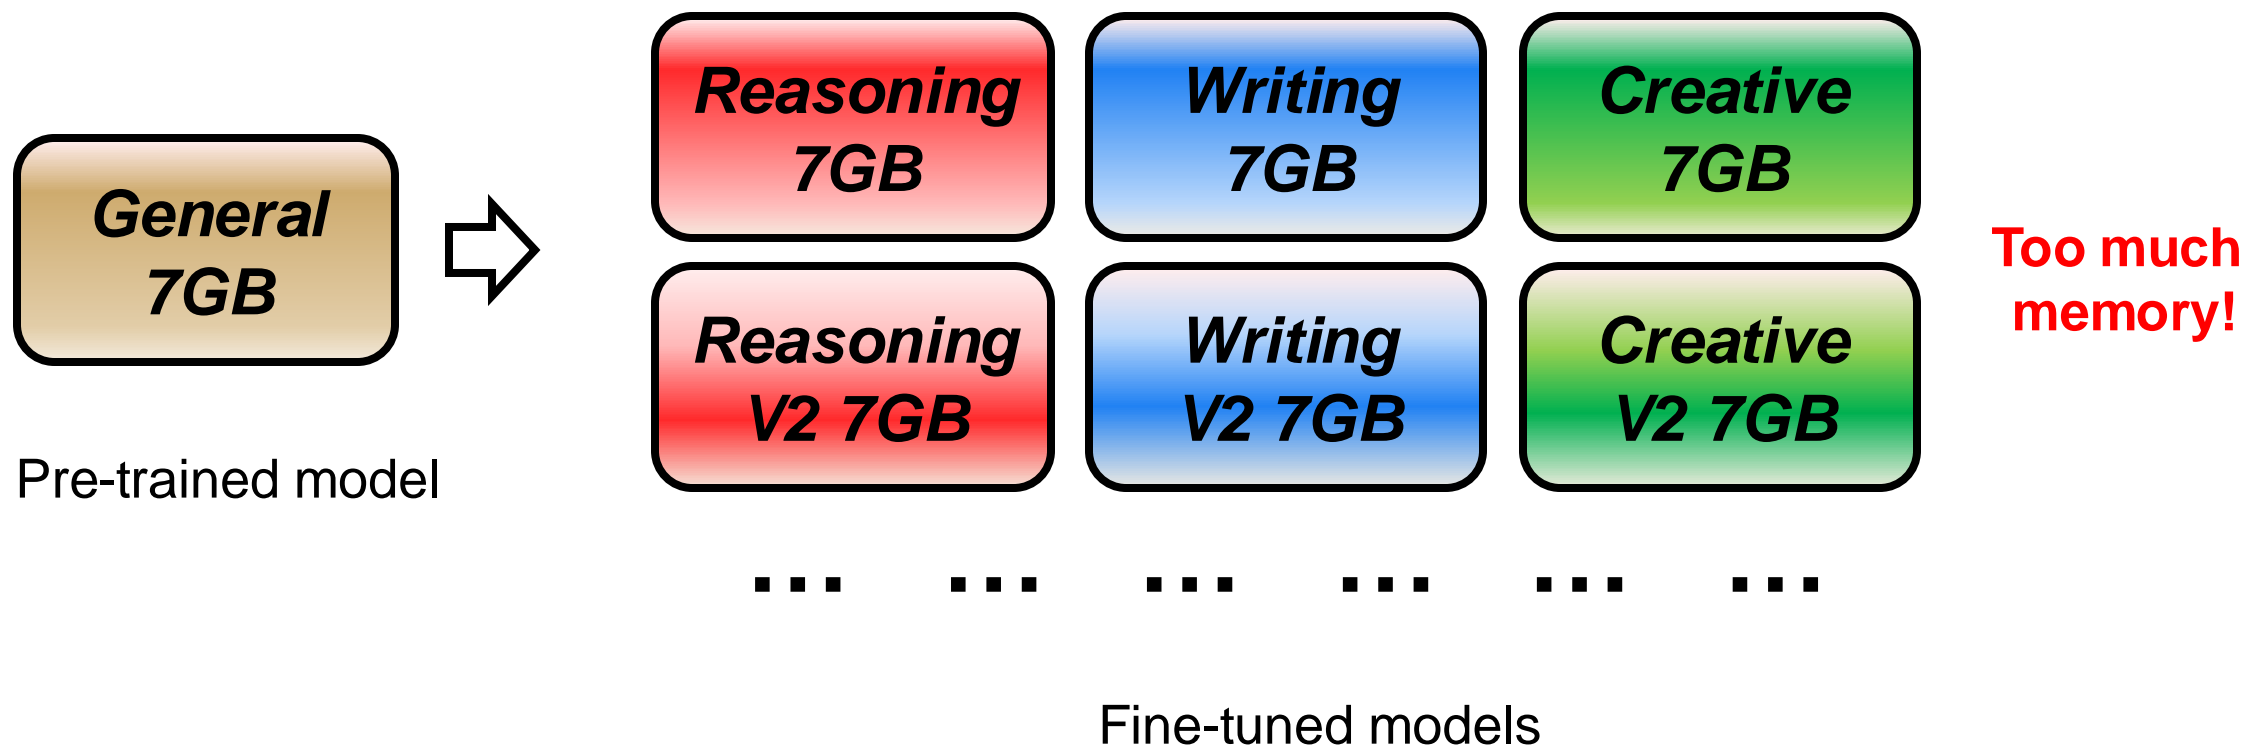 General
7GB
Pre-trained model
Reasoning
7GB
Writing
7GB
Creative
7GB
Reasoning
V2 7GB
Writing
V2 7GB
Creative
V2 7GB
... ... ... ... ... ...
Fine-tuned models
Too much
memory!